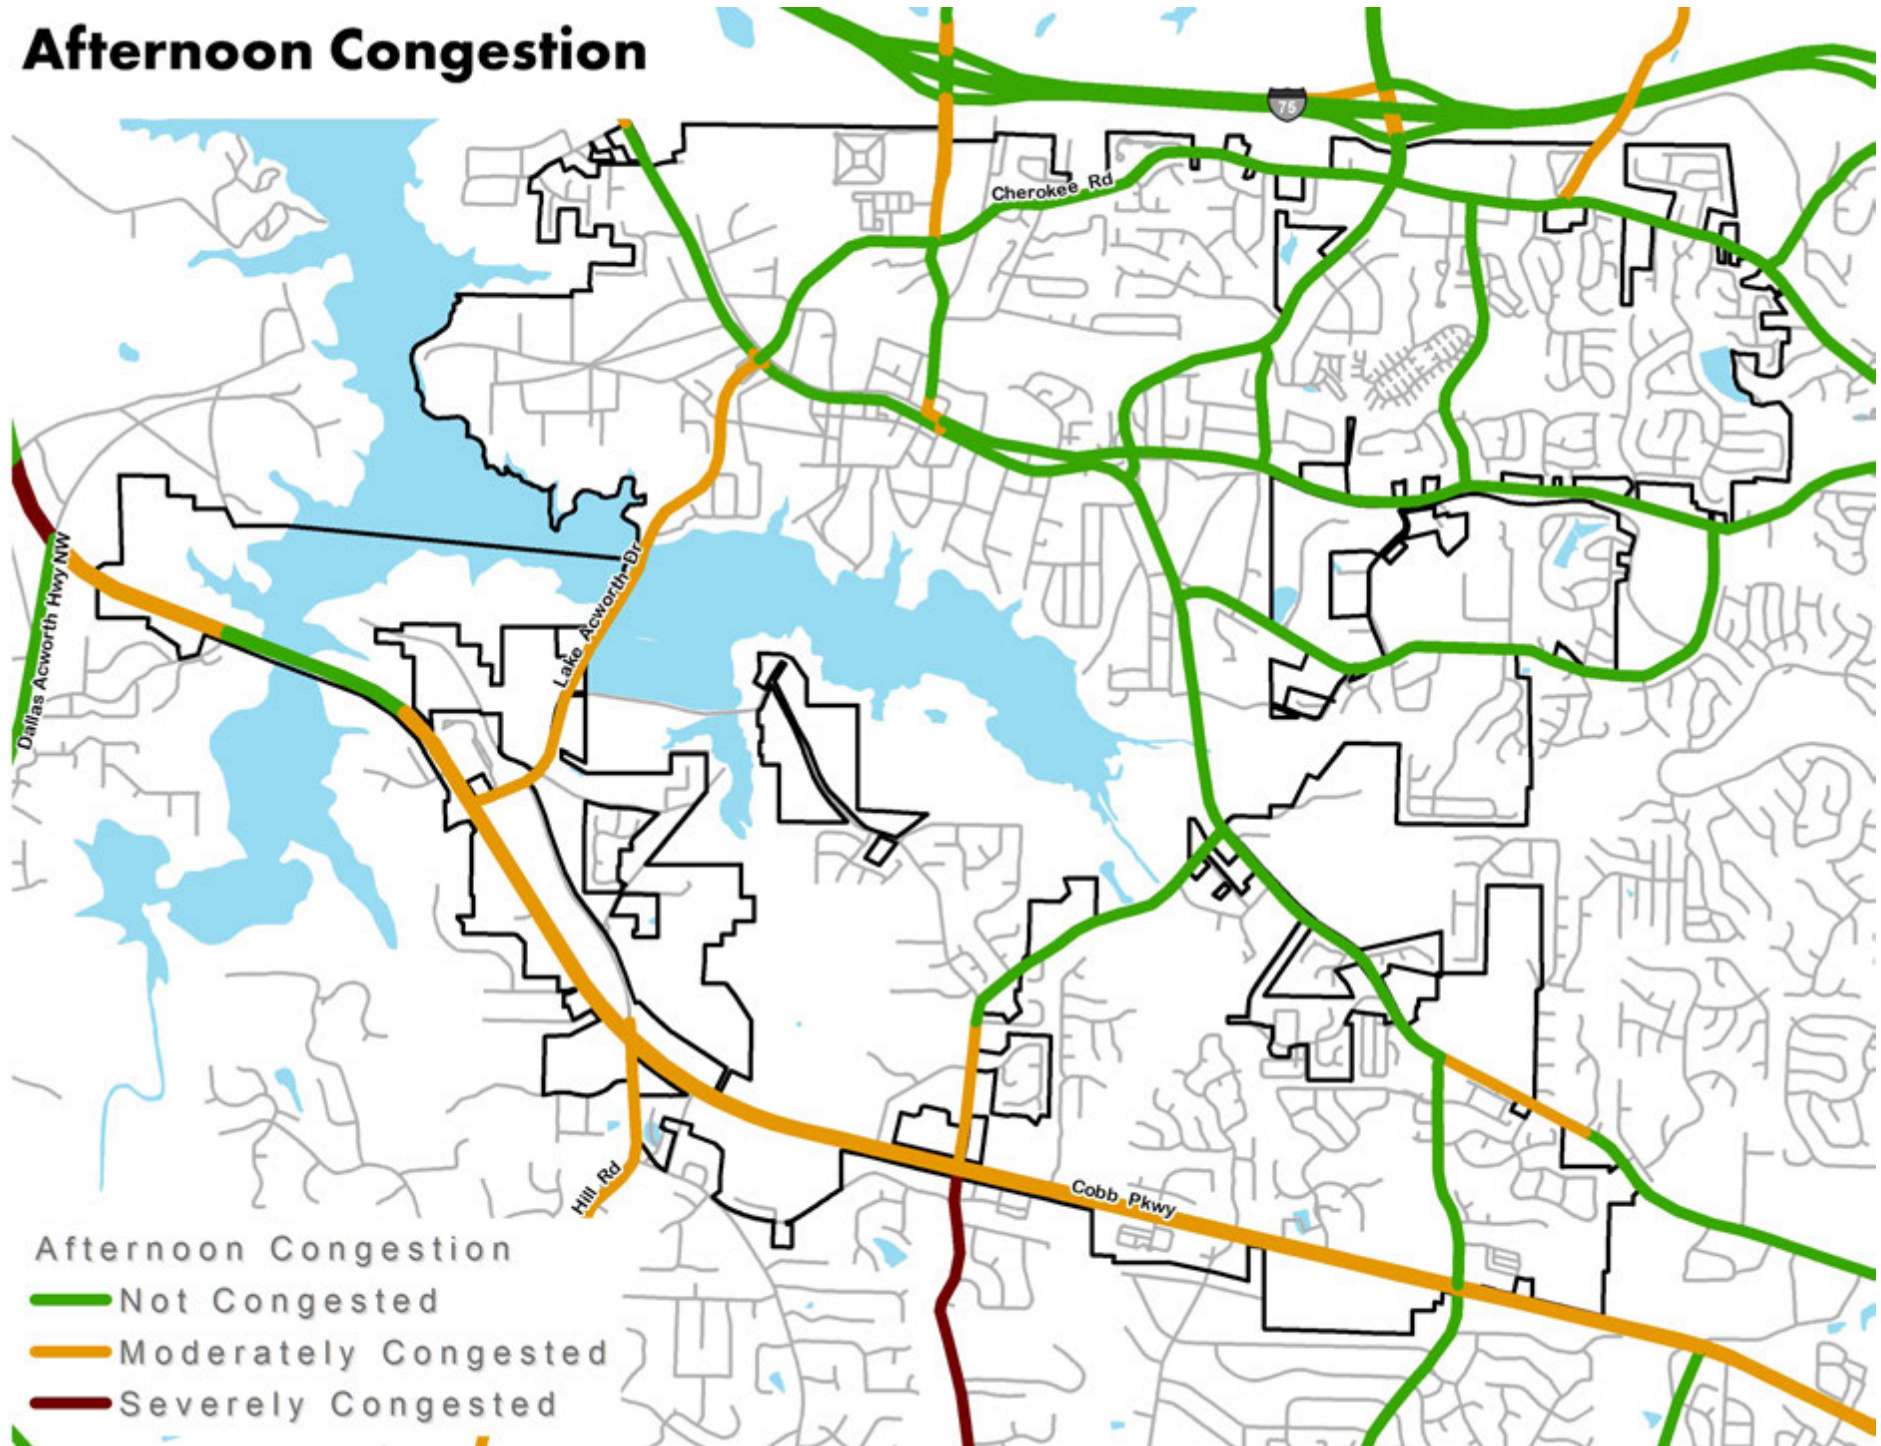 Afternoon Congestion
75
Cherokee Rd
Dallas Acworth Hwy NW
Lake Acworth Dr
Hill Rd
Cobb Pkwy
Afternoon Congestion
Not Congested
Moderately Congested
Severely Congested